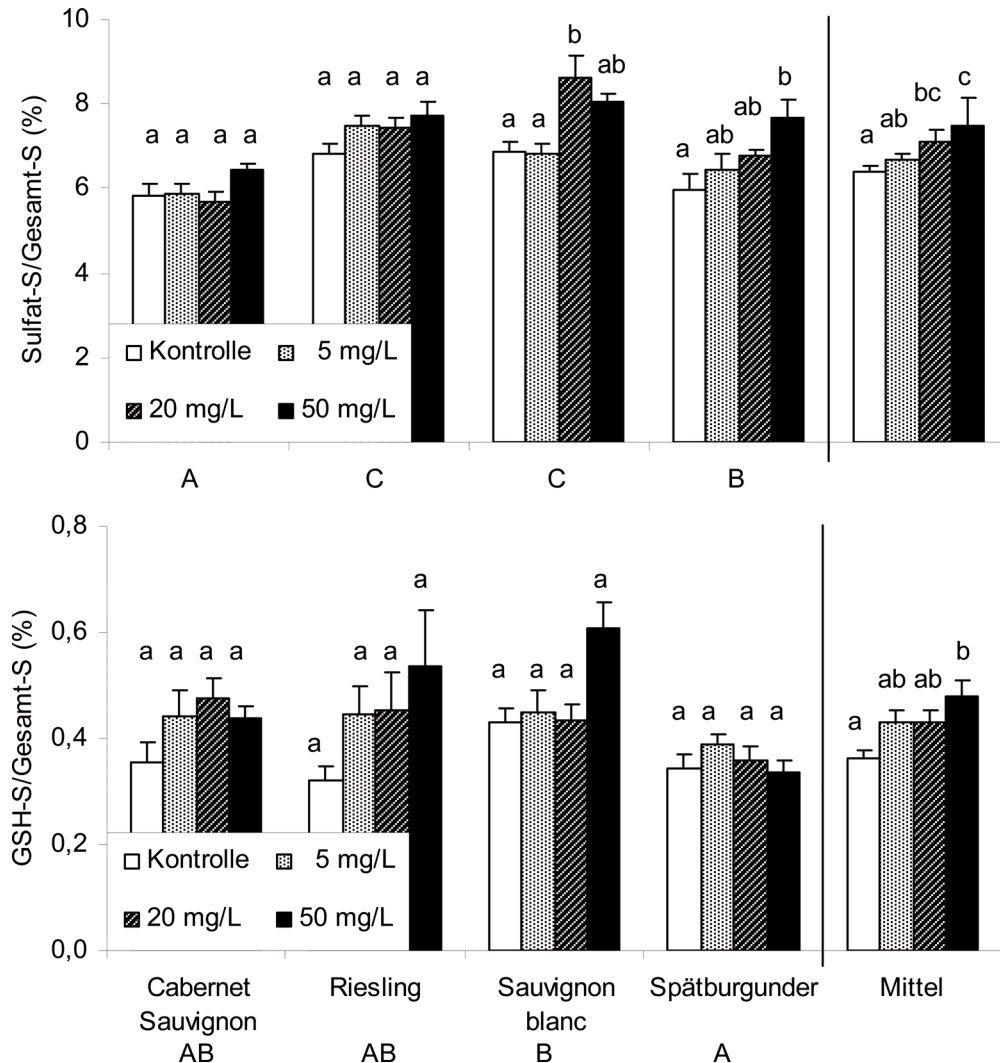 10
8
6
4
2
0
Sulfat-S/Gesamt-S (%)
a a a a
a a a a
a a b ab
a ab ab b
a ab bc c
Kontrolle 5 mg/L
20 mg/L 50 mg/L
A C C B
0,8
0,6
0,4
0,2
0,0
GSH-S/Gesamt-S (%)
a a a a
a a a a
a a a a
a a a a
a ab ab b
Kontrolle 5 mg/L
20 mg/L 50 mg/L
Cabernet Riesling Sauvignon Spätburgunder Mittel
Sauvignon blanc
AB AB B A